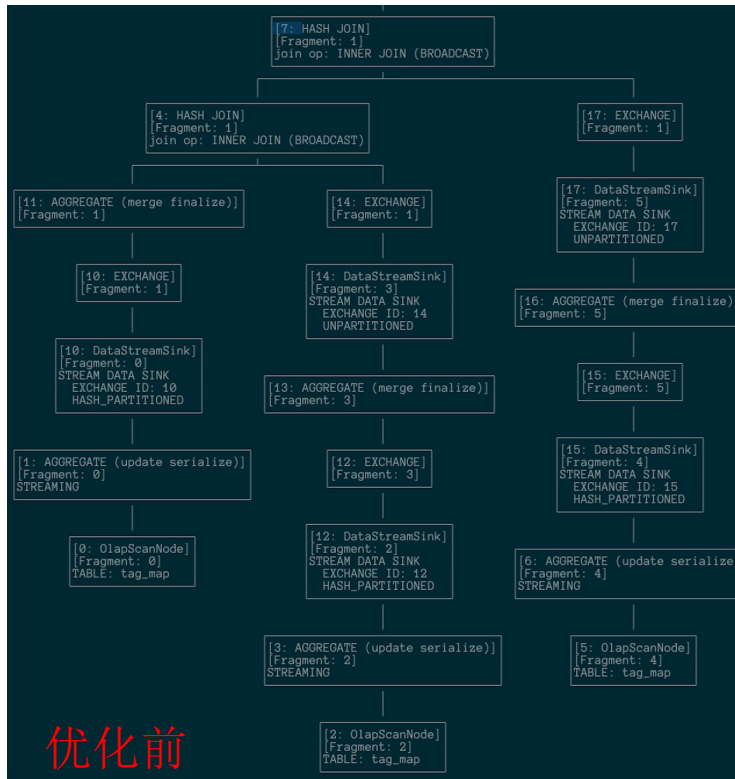 [7: HASH JOIN]
[Fragment: 1]
join op: INNER JOIN (BROADCAST)
[4: HASH JOIN]
[Fragment: 1]
join op: INNER JOIN (BROADCAST)
[17: EXCHANGE]
[Fragment: 1]
[11: AGGREGATE (merge finalize)]
[Fragment: 1]
[14: EXCHANGE]
[Fragment: 1]
[17: DataStreamSink]
[Fragment: 5]
STREAM DATA SINK
EXCHANGE ID: 17
UNPARTITIONED
[10: EXCHANGE]
[Fragment: 1]
[14: DataStreamSink]
[Fragment: 3]
STREAM DATA SINK
EXCHANGE ID: 14
UNPARTITIONED
[16: AGGREGATE (merge finalize)
[Fragment: 5]
[10: DataStreamSink]
[Fragment: 0]
STREAM DATA SINK
EXCHANGE ID: 10
HASH_PARTITIONED
[13: AGGREGATE (merge finalize)]
[Fragment: 3]
[15: EXCHANGE]
[Fragment: 5]
[1: AGGREGATE (update serialize)]
[Fragment: 0]
STREAMING
[12: EXCHANGE]
[Fragment: 3]
[15: DataStreamSink]
[Fragment: 4]
STREAM DATA SINK
EXCHANGE ID: 15
HASH_PARTITIONED
[0: OlapScanNode]
[Fragment: 0]
TABLE: tag_map
[12: DataStreamSink]
[Fragment: 2]
STREAM DATA SINK
EXCHANGE ID: 12
HASH_PARTITIONED
[6: AGGREGATE (update serialize
[Fragment: 4]
STREAMING
[3: AGGREGATE (update serialize)]
[Fragment: 2]
STREAMING
[5: OlapScanNode]
[Fragment: 4]
TABLE: tag_map
[2: OlapScanNode]
[Fragment: 2]
TABLE: tag_map
优化前